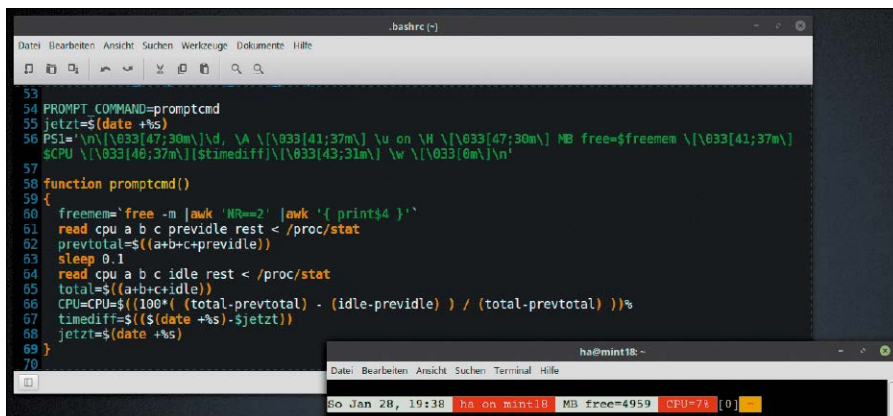 .bashrc (~)
Datei Bearbeiten Ansicht Suchen Werkzeuge Dokumente Hilfe
53
54 PROMPT_COMMAND=promptcmd
55 jetzt=$(date +%s)
56 PS1='\n\[\033[47;30m\]\d, \A \[\033[41;37m\] \u on \H \[\033[47;30m\] MB free=$freemem \[\033[41;37m\]
$CPU \[\033[40;37m\][$timediff]\[\033[43;31m\] \w \[\033[0m\]\n'
57
58 function promptcmd()
59 {
60 freemem=`free -m |awk 'NR==2' |awk '{ print$4 }'`
61 read cpu a b c previdle rest < /proc/stat
62 prevtotal=$((a+b+c+previdle))
63 sleep 0.1
64 read cpu a b c idle rest < /proc/stat
65 total=$((a+b+c+idle))
66 CPU=CPU=$((100*( (total-prevtotal) - (idle-previdle) ) / (total-prevtotal) ))%
67 timediff=$(($(date +%s)-$jetzt))
68 jetzt=$(date +%s)
69 }
70
ha@mint18: ~
Datei Bearbeiten Ansicht Suchen Terminal Hilfe
So Jan 28, 19:38 ha on mint18 MB free=4959 CPU=7% [0] ~